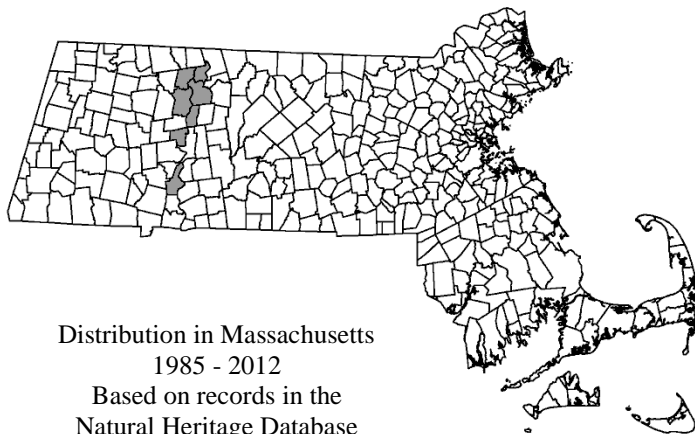 Distribution in Massachusetts
1985 - 2012
Based on records in the
Natural Heritage Database